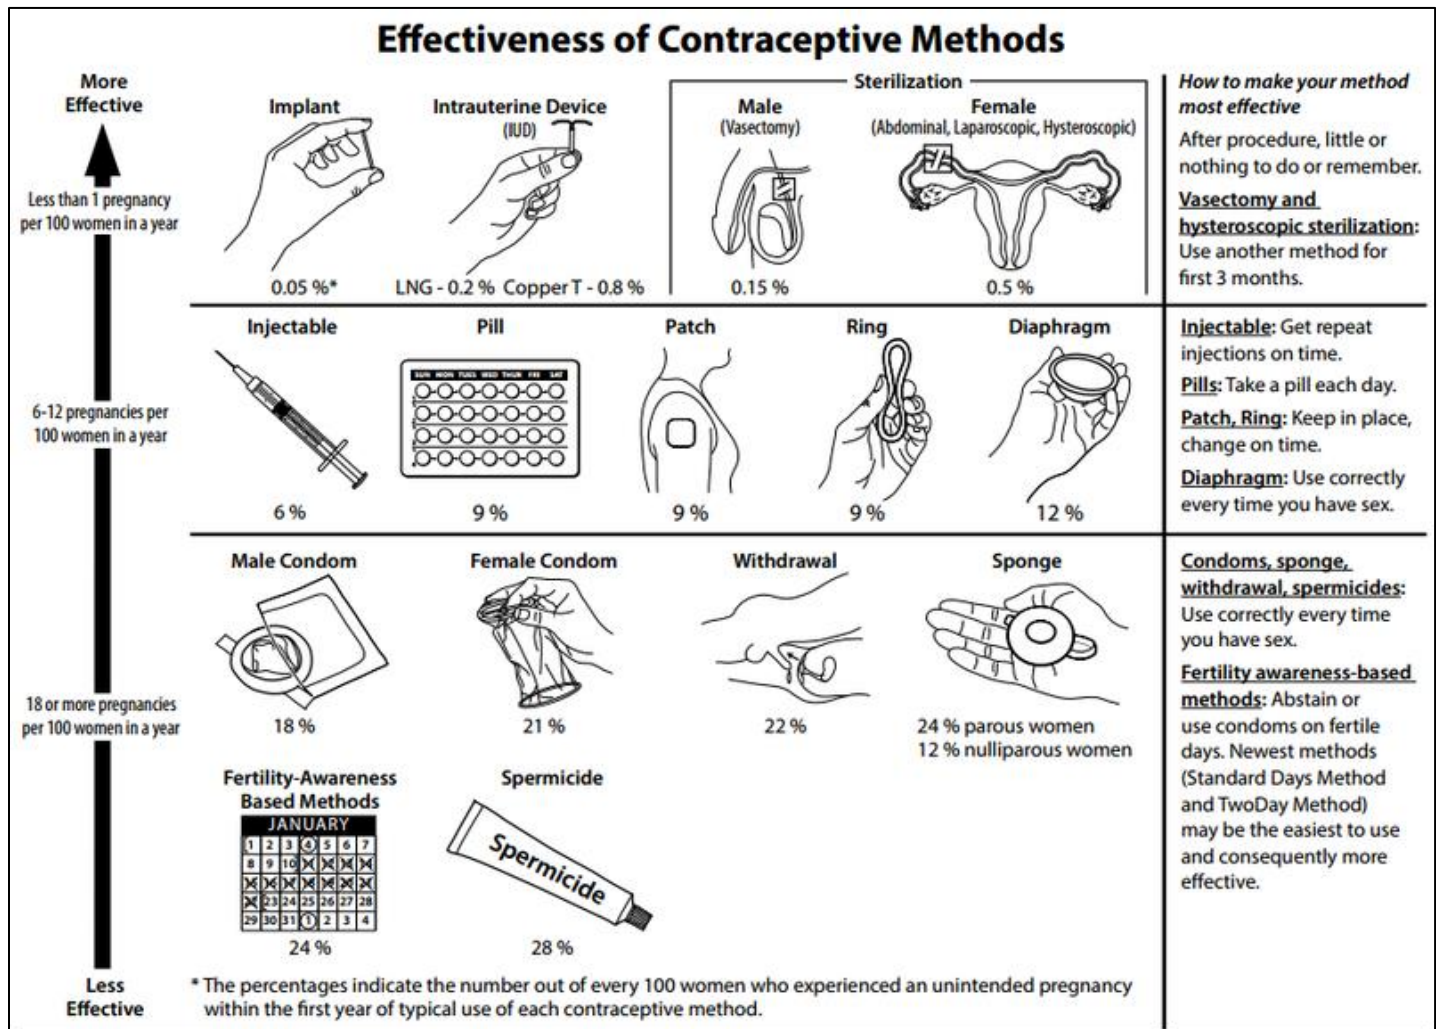 Effectiveness of Contraceptive Methods
More
Effective
Less than 1 pregnancy
per 100 women in a year
6-12 pregnancies per
100 women in a year
18 or more pregnancies
per 100 women in a year
Less
Effective
Implant
0.05 %*
Intrauterine Device
(IUD)
LNG - 0.2 % Copper T - 0.8 %
Sterilization
Male
(Vasectomy)
0.15 %
Female
(Abdominal, Laparoscopic, Hysteroscopic)
0.5 %
How to make your method
most effective
After procedure, little or
nothing to do or remember.
Vasectomy and
hysteroscopic sterilization:
Use another method for
first 3 months.
Injectable
6 %
Pill
SUN MON TUES WED THUR FRI SAT
9 %
Patch
9 %
Ring
9 %
Diaphragm
12 %
Injectable: Get repeat
injections on time.
Pills: Take a pill each day.
Patch, Ring: Keep in place,
change on time.
Diaphragm: Use correctly
every time you have sex.
Male Condom
18 %
Female Condom
21 %
Withdrawal
22 %
Sponge
24 % parous women
12 % nulliparous women
Fertility-Awareness
Based Methods
JANUARY
1 2 3 4 5 6 7
8 9 10
23 24 25 26 27 28
29 30 31 1 2 3 4
24 %
Spermicide
Spermicide
28 %
Condoms, sponge,
withdrawal, spermicides:
Use correctly every time
you have sex.
Fertility awareness-based
methods: Abstain or
use condoms on fertile
days. Newest methods
(Standard Days Method
and TwoDay Method)
may be the easiest to use
and consequently more
effective.
* The percentages indicate the number out of every 100 women who experienced an unintended pregnancy
within the first year of typical use of each contraceptive method.